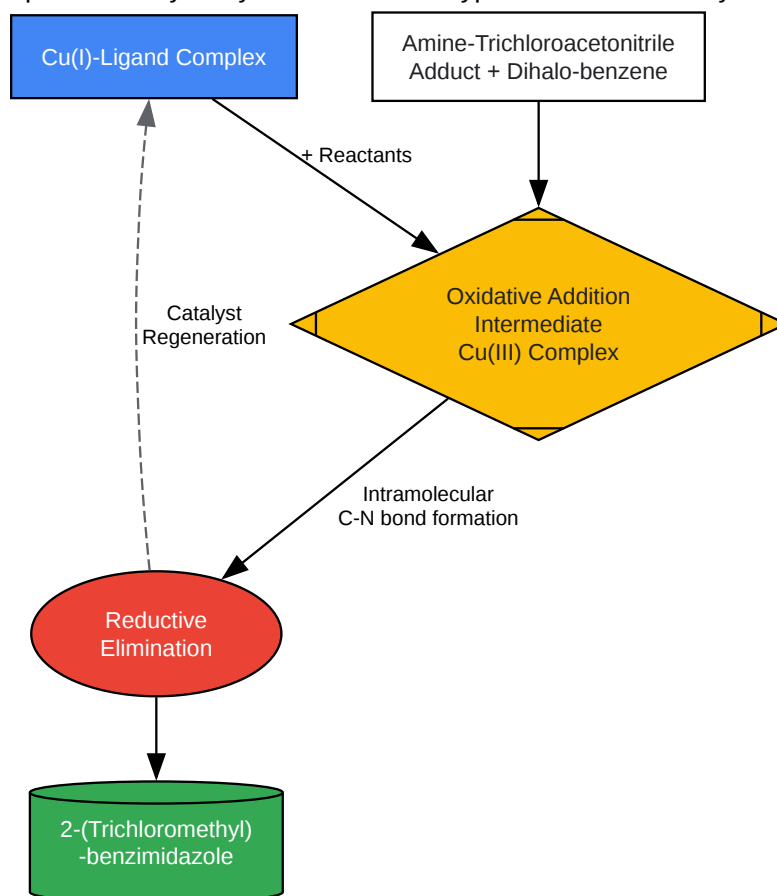 Cu(I)-Ligand Complex
Amine-Trichloroacetonitrile
Adduct + Dihalo-benzene
+ Reactants
Oxidative Addition
Intermediate
Cu(III) Complex
Catalyst
Regeneration
Intramolecular
C-N bond formation
Reductive
Elimination
2-(Trichloromethyl)
-benzimidazole